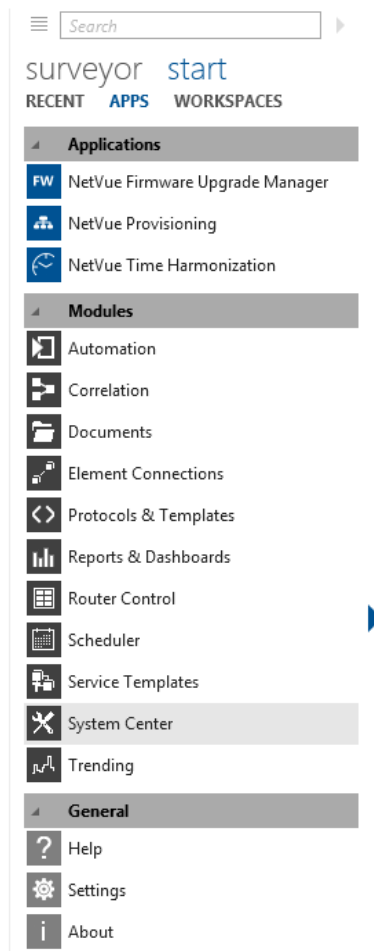 Search
surveyor start
RECENT APPS WORKSPACES
Applications
FW NetVue Firmware Upgrade Manager
NetVue Provisioning
NetVue Time Harmonization
Modules
Automation
Correlation
Documents
Element Connections
Protocols & Templates
Reports & Dashboards
Router Control
Scheduler
Service Templates
System Center
Trending
General
? Help
Settings
i About